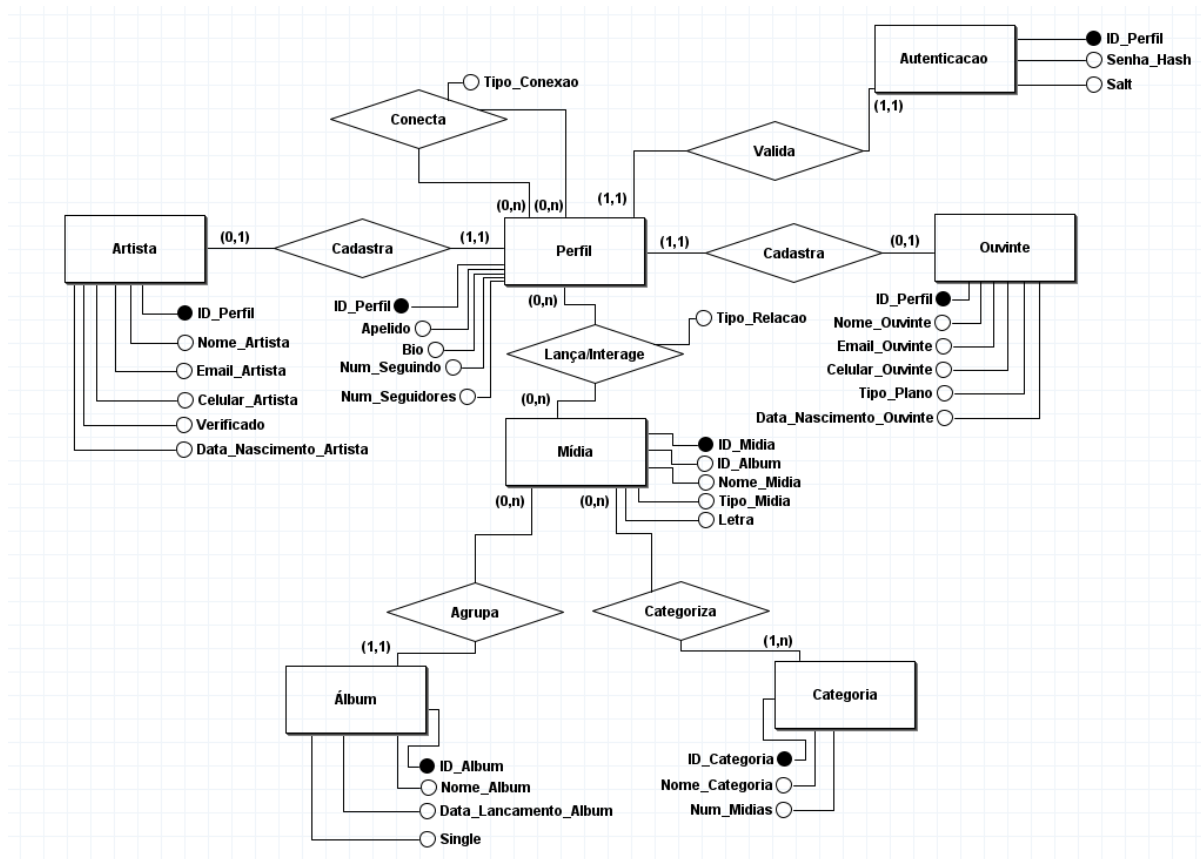 ID_Perfil
Autenticacao
Senha_Hash
Salt
Tipo_Conexao
(1,1)
Conecta
Valida
(0,n)
(0,n)
(1,1)
Artista
(0,1)
Cadastra
(1,1)
Perfil
(1,1)
Cadastra
(0,1)
Ouvinte
ID_Perfil
Apelido
Bio
Num_Seguindo
Num_Seguidores
(0,n)
ID_Perfil
Nome_Artista
Email_Artista
Celular_Artista
Verificado
Data_Nascimento_Artista
ID_Perfil
Nome_Ouvinte
Email_Ouvinte
Celular_Ouvinte
Tipo_Plano
Data_Nascimento_Ouvinte
Tipo_Relacao
Lança/Interage
(0,n)
Mídia
ID_Midia
ID_Album
Nome_Midia
Tipo_Midia
Letra
(0,n)
(0,n)
Agrupa
Categoriza
(1,1)
(1,n)
Álbum
Categoria
ID_Album
Nome_Album
Data_Lancamento_Album
Single
ID_Categoria
Nome_Categoria
Num_Midias